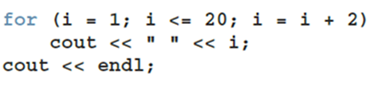 for (i = 1; i <= 20; i = i + 2)
    cout << " " << i;
cout << endl;